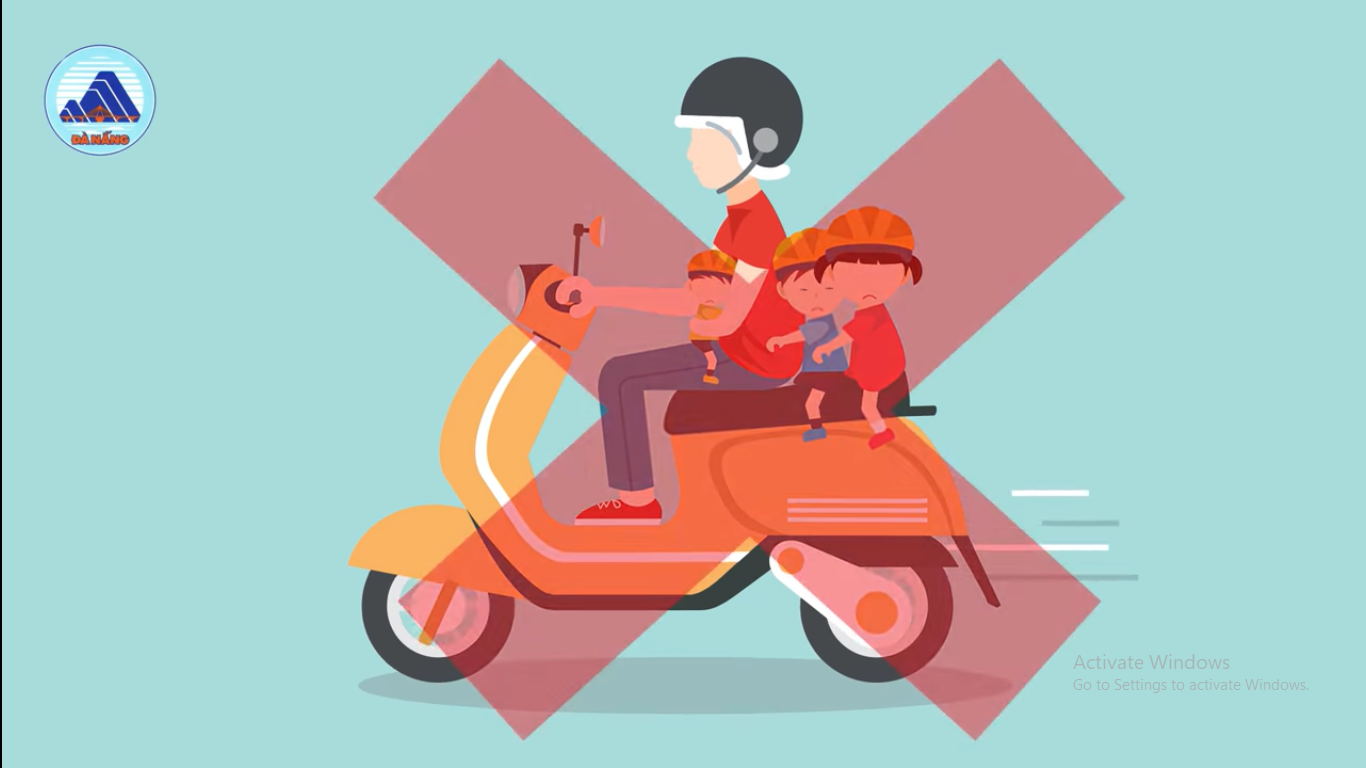 ĐÀ NẴNG
Activate Windows
Go to Settings to activate Windows.